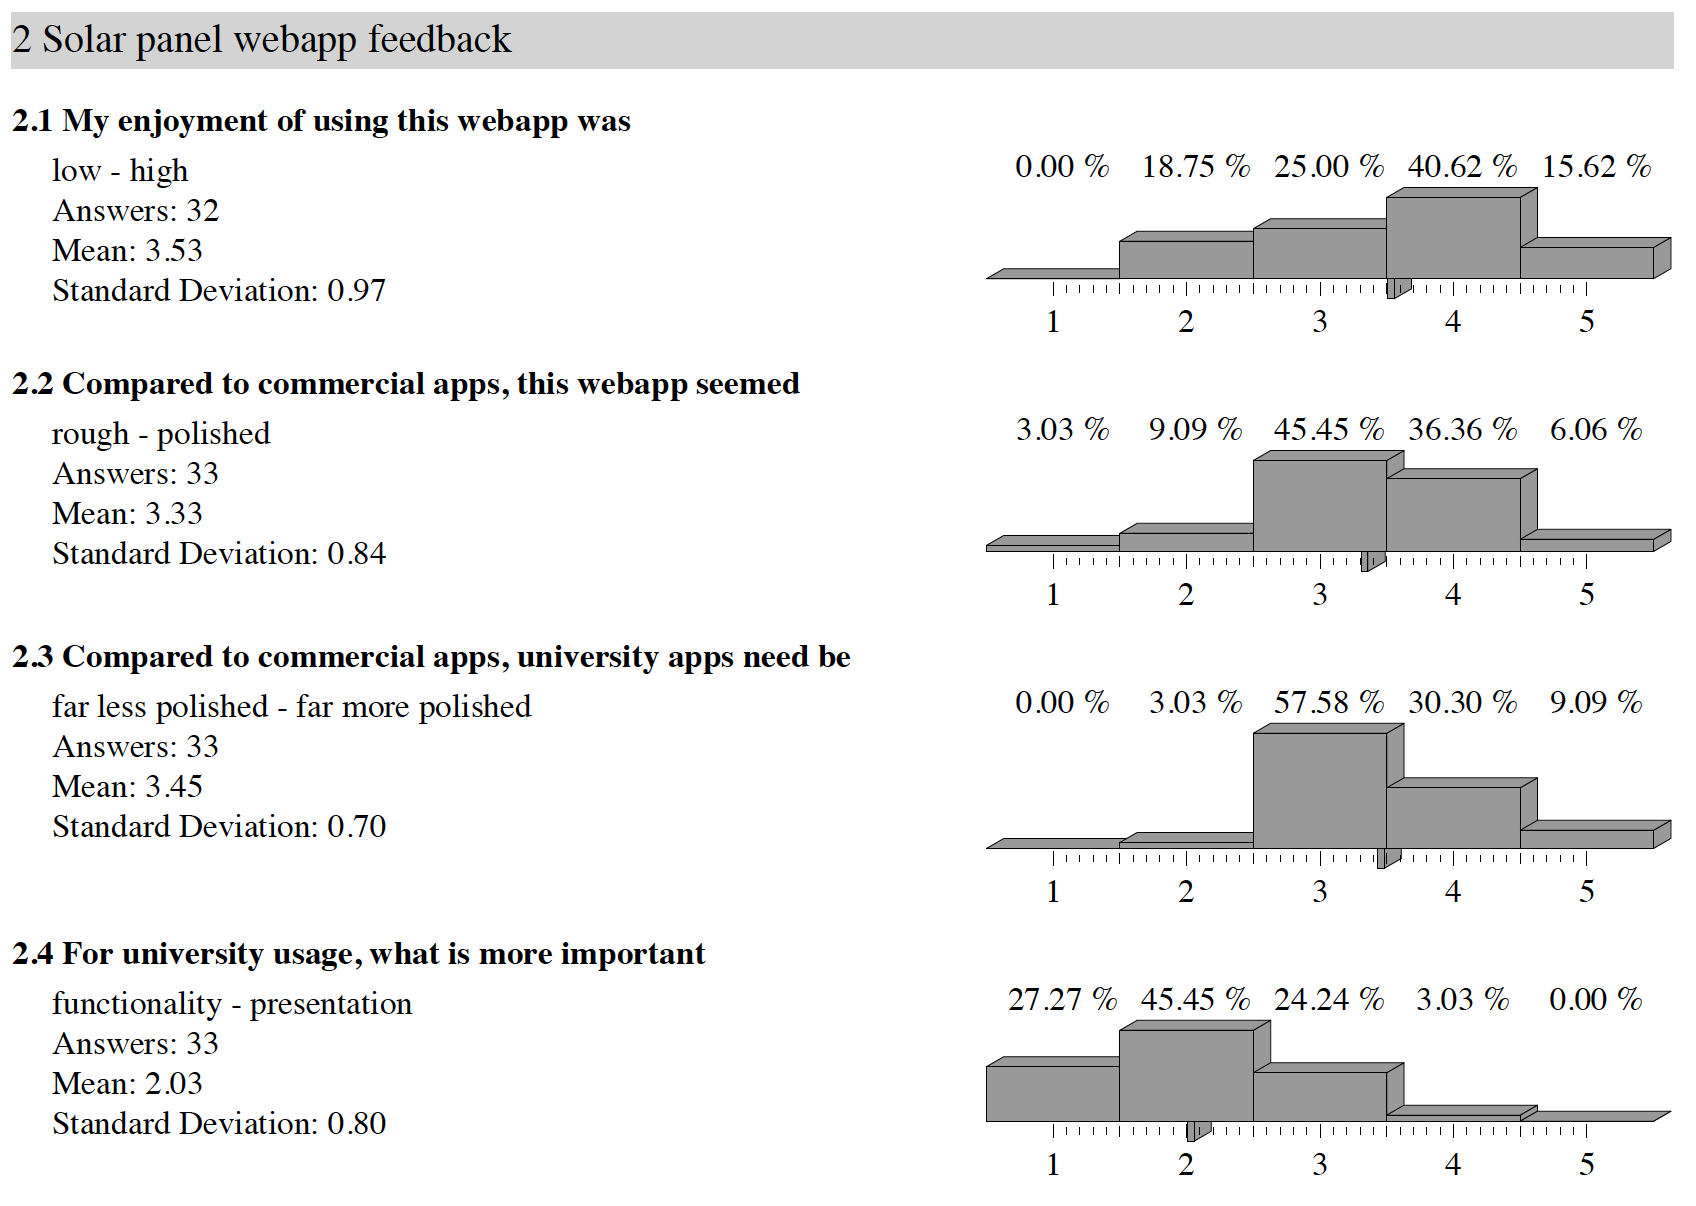 2 Solar panel webapp feedback
2.1 My enjoyment of using this webapp was
low - high
Answers: 32
Mean: 3.53
Standard Deviation: 0.97
0.00 % 18.75 % 25.00 % 40.62 % 15.62 %
1 2 3 4 5
2.2 Compared to commercial apps, this webapp seemed
rough - polished
Answers: 33
Mean: 3.33
Standard Deviation: 0.84
3.03 % 9.09 % 45.45 % 36.36 % 6.06 %
1 2 3 4 5
2.3 Compared to commercial apps, university apps need be
far less polished - far more polished
Answers: 33
Mean: 3.45
Standard Deviation: 0.70
0.00 % 3.03 % 57.58 % 30.30 % 9.09 %
1 2 3 4 5
2.4 For university usage, what is more important
functionality - presentation
Answers: 33
Mean: 2.03
Standard Deviation: 0.80
27.27 % 45.45 % 24.24 % 3.03 % 0.00 %
1 2 3 4 5